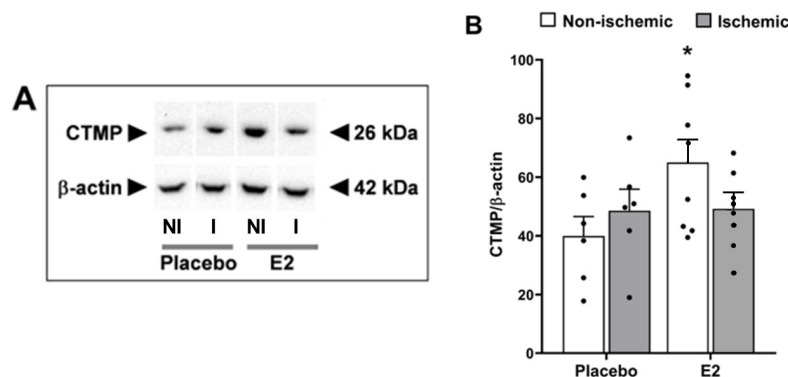 A
CTMP
26 kDa
β-actin
42 kDa
NI I NI I
Placebo E2
B
Non-ischemic Ischemic
*
100
80
60
40
20
0
CTMP/β-actin
Placebo E2